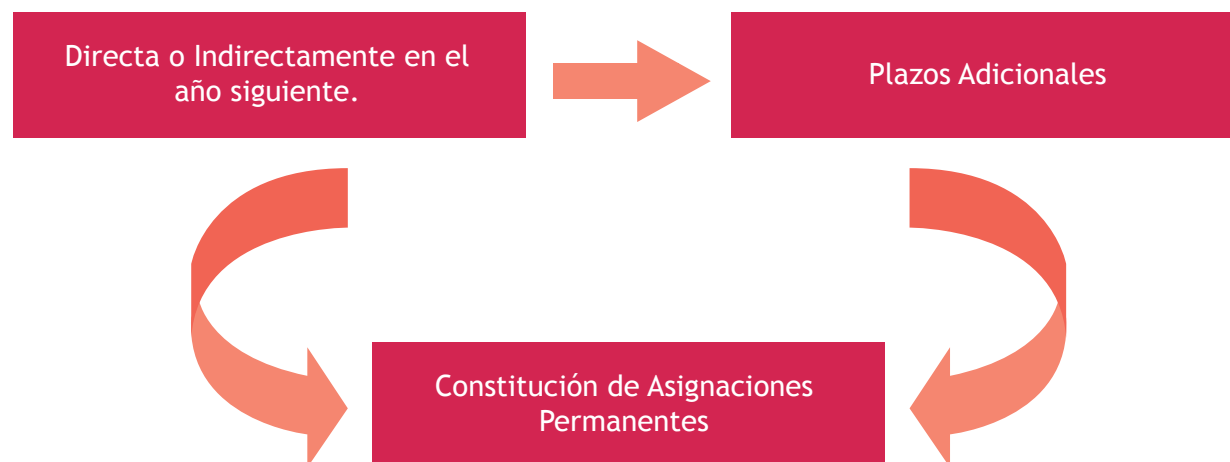 Directa o Indirectamente en el
año siguiente.
Plazos Adicionales
Constitución de Asignaciones
Permanentes